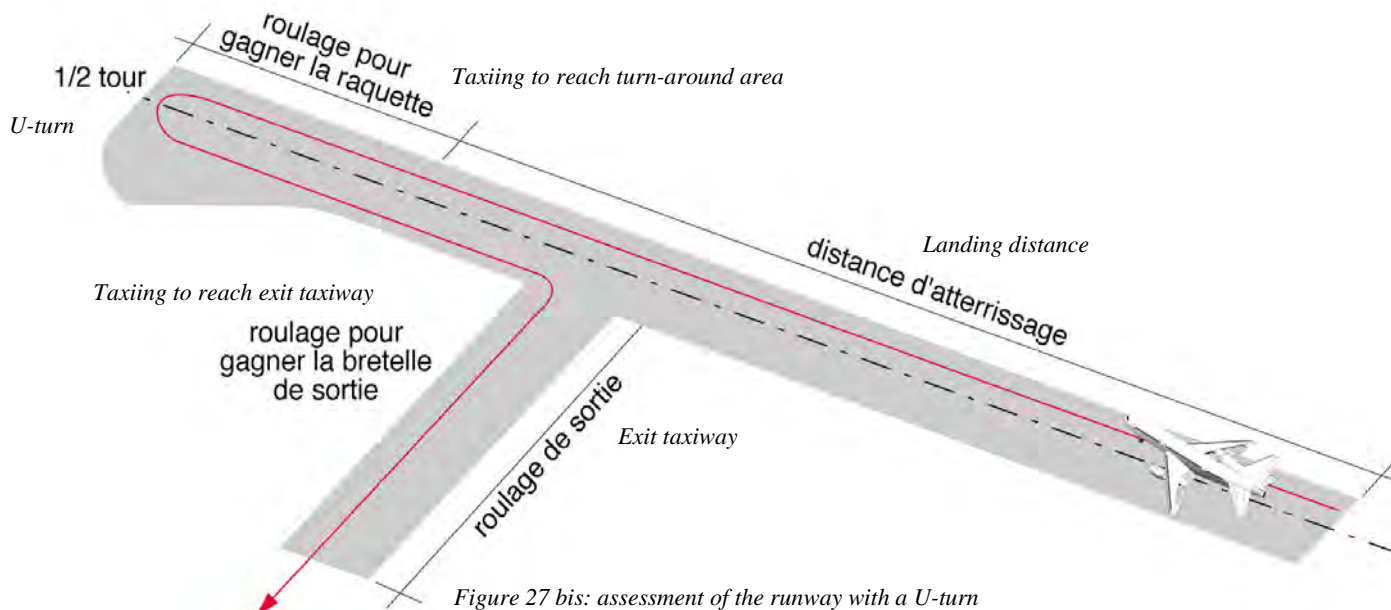 roulage pour
gagner la raquette
Taxiing to reach turn-around area
1/2 tour
U-turn
Landing distance
distance d'atterrissage
Taxiing to reach exit taxiway
roulage pour
gagner la bretelle
de sortie
roulage de sortie
Exit taxiway
Figure 27 bis: assessment of the runway with a U-turn